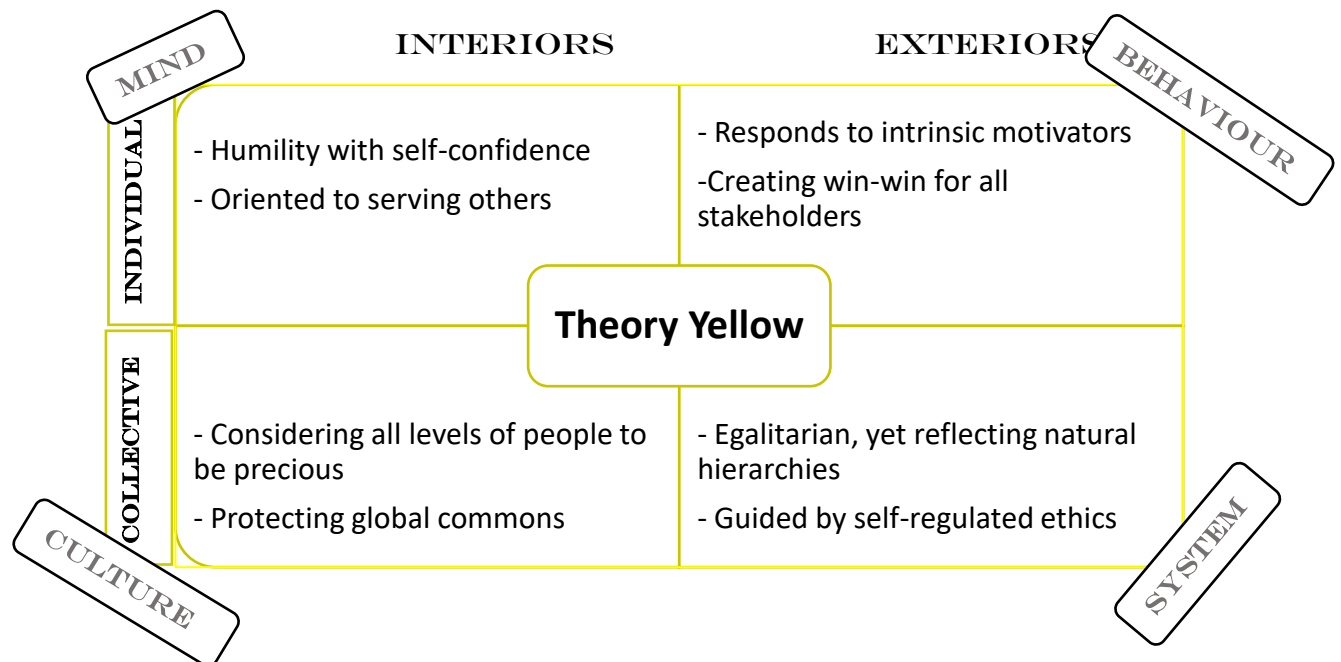 INTERIORS
EXTERIORS
MIND
BEHAVIOUR
INDIVIDUAL
- Humility with self-confidence
- Oriented to serving others
- Responds to intrinsic motivators
-Creating win-win for all
stakeholders
Theory Yellow
COLLECTIVE
- Considering all levels of people to
be precious
- Protecting global commons
- Egalitarian, yet reflecting natural
hierarchies
- Guided by self-regulated ethics
CULTURE
SYSTEM